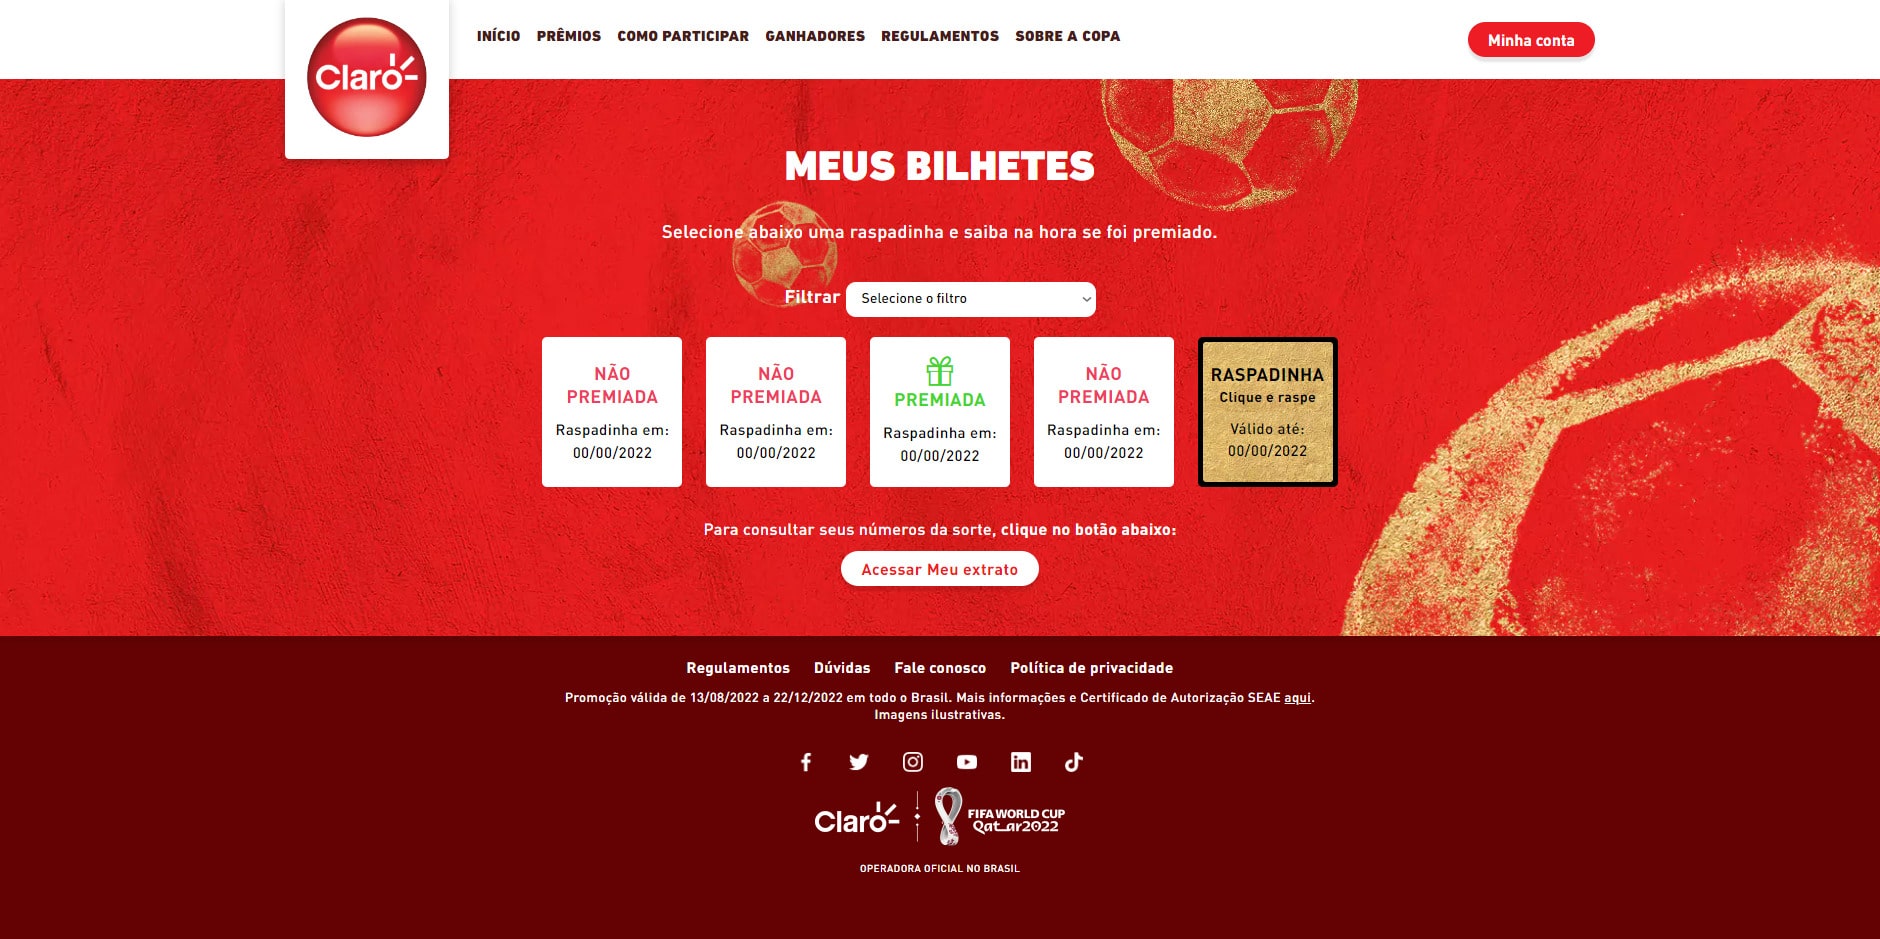 Claro
INÍCIO PRÊMIOS COMO PARTICIPAR GANHADORES REGULAMENTOS SOBRE A COPA
Minha conta
MEUS BILHETES
Selecione abaixo uma raspadinha e saiba na hora se foi premiado.
Filtrar Selecione o filtro
NÃO
PREMIADA
Raspadinha em:
00/00/2022
NÃO
PREMIADA
Raspadinha em:
00/00/2022
PREMIADA
Raspadinha em:
00/00/2022
NÃO
PREMIADA
Raspadinha em:
00/00/2022
RASPADINHA
Clique e raspe
Válido até:
00/00/2022
Para consultar seus números da sorte, clique no botão abaixo:
Acessar Meu extrato
Regulamentos Dúvidas Fale conosco Política de privacidade
Promoção válida de 13/08/2022 a 22/12/2022 em todo o Brasil. Mais informações e Certificado de Autorização SEAE aqui.
Imagens ilustrativas.
Claro
FIFA WORLD CUP
Qatar2022
OPERADORA OFICIAL NO BRASIL